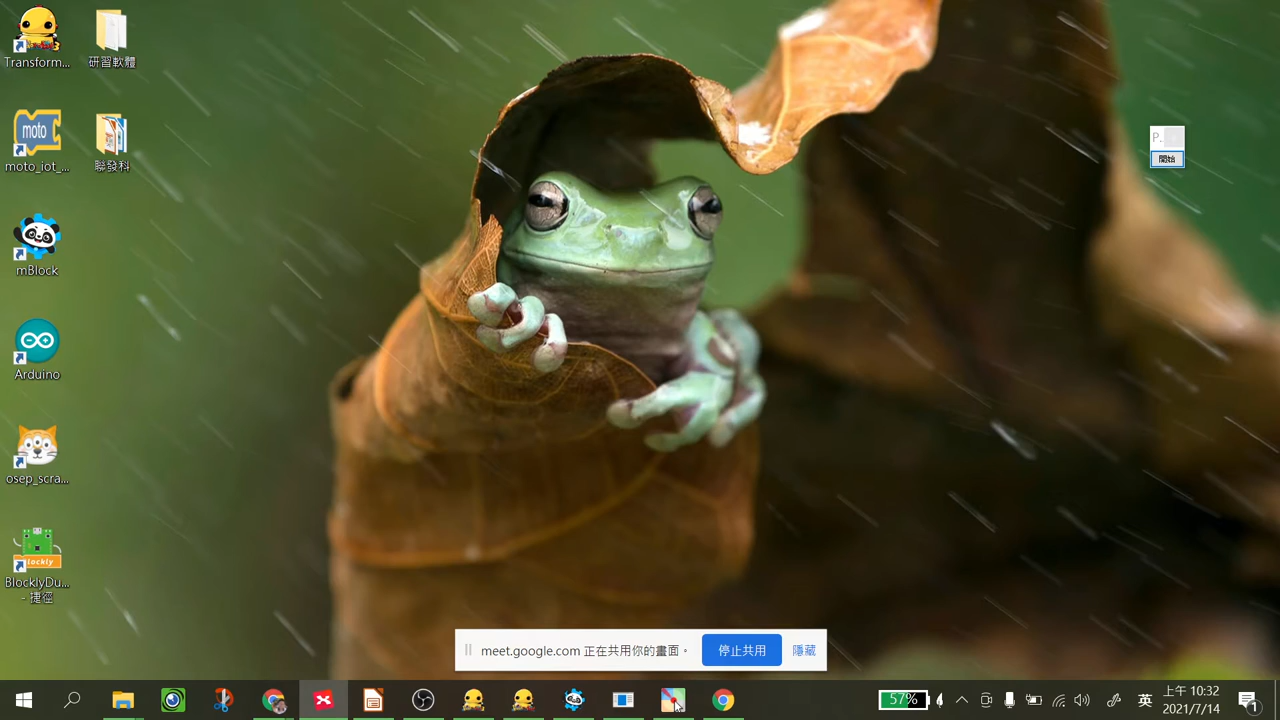 Transform...
研習軟體
moto
moto_iot_...
聯發科
mBlock
Arduino
osep_scra...
Blockly
BlocklyDu...
- 捷徑
P...
開始
meet.google.com 正在共用你的畫面。
停止共用
隱藏
57%
英
上午 10:32
2021/7/14
1